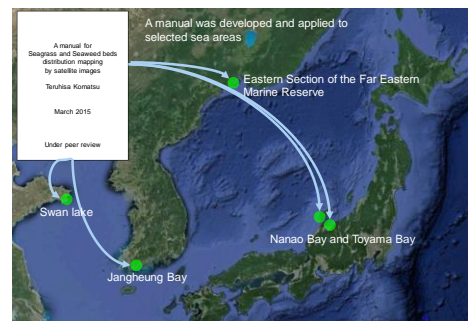 A manual was developed and applied to
selected sea areas
A manual for
Seagrass and Seaweed beds
distribution mapping
by satellite images
Teruhisa Komatsu
March 2015
Under peer review
Eastern Section of the Far Eastern
Marine Reserve
Swan lake
Nanao Bay and Toyama Bay
Jangheung Bay